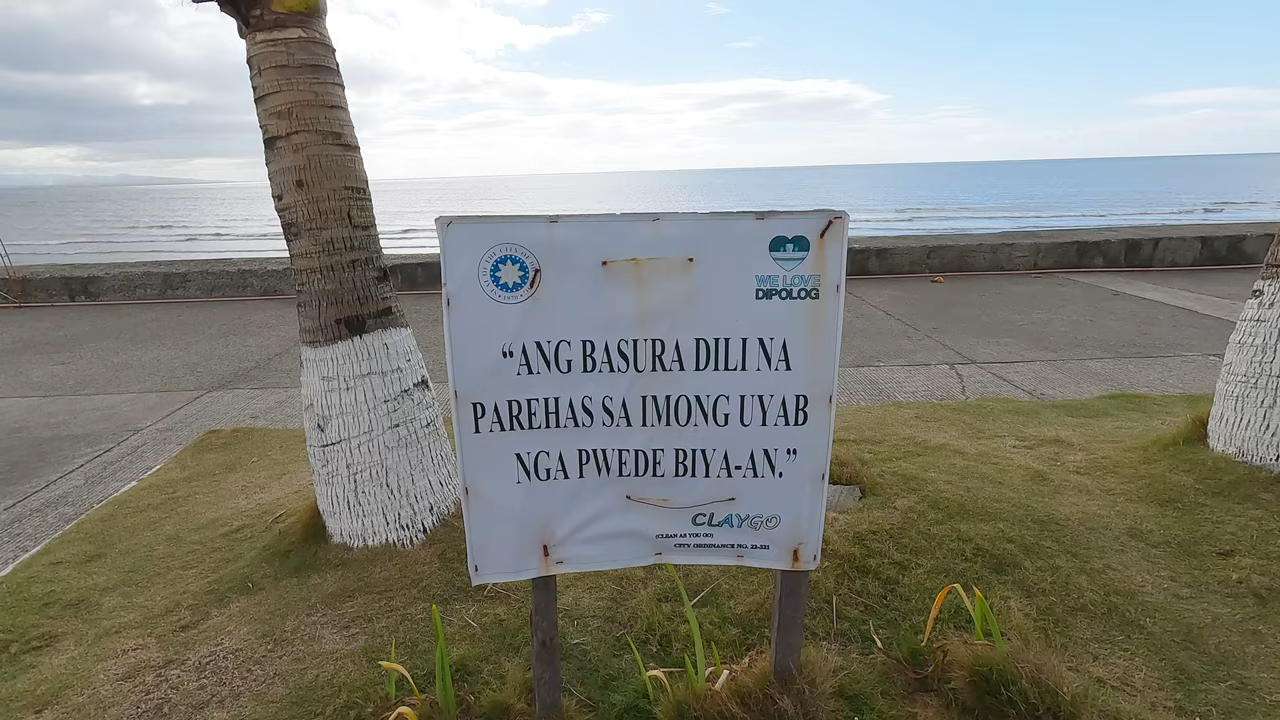 WE LOVE
DIPOLOG
“ANG BASURA DILI NA
PAREHAS SA IMONG UYAB
NGA PWEDE BIYA-AN.”
CLAYGO
(CLEAN AS YOU GO)
CITY ORDINANCE NO. 22-321